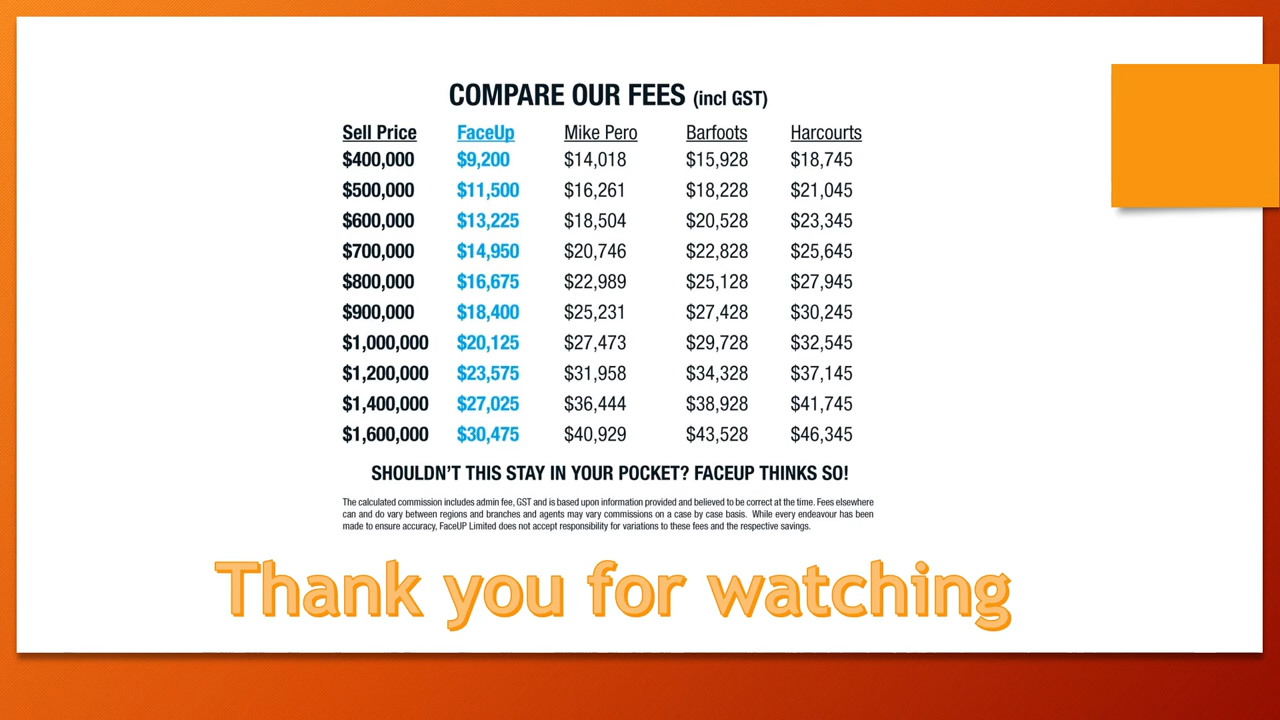 COMPARE OUR FEES (incl GST)
Sell Price FaceUp Mike Pero Barfoots Harcourts
$400,000 $9,200 $14,018 $15,928 $18,745
$500,000 $11,500 $16,261 $18,228 $21,045
$600,000 $13,225 $18,504 $20,528 $23,345
$700,000 $14,950 $20,746 $22,828 $25,645
$800,000 $16,675 $22,989 $25,128 $27,945
$900,000 $18,400 $25,231 $27,428 $30,245
$1,000,000 $20,125 $27,473 $29,728 $32,545
$1,200,000 $23,575 $31,958 $34,328 $37,145
$1,400,000 $27,025 $36,444 $38,928 $41,745
$1,600,000 $30,475 $40,929 $43,528 $46,345
SHOULDN'T THIS STAY IN YOUR POCKET? FACEUP THINKS SO!
The calculated commission includes admin fee, GST and is based upon information provided and believed to be correct at the time. Fees elsewhere
can and do vary between regions and branches and agents may vary commissions on a case by case basis. While every endeavour has been
made to ensure accuracy, FaceUP Limited does not accept responsibility for variations to these fees and the respective savings.
Thank you for watching